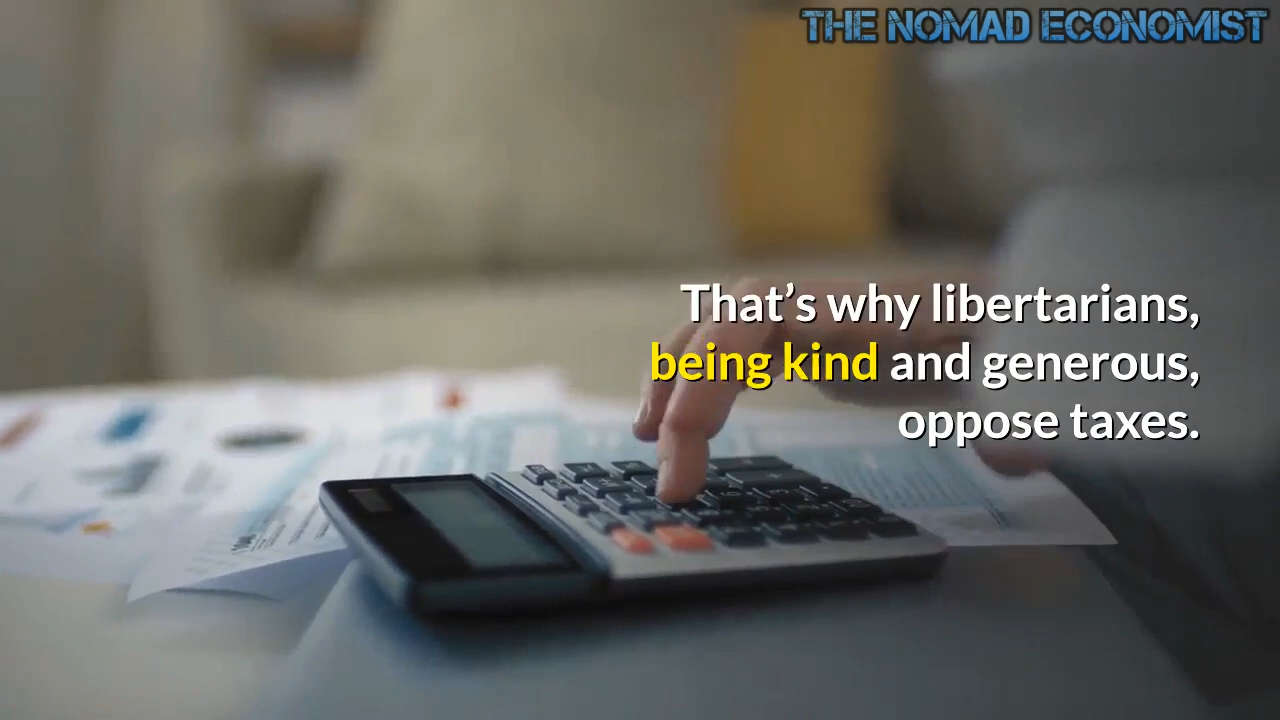 THE NOMAD ECONOMIST
That’s why libertarians,
being kind and generous,
oppose taxes.